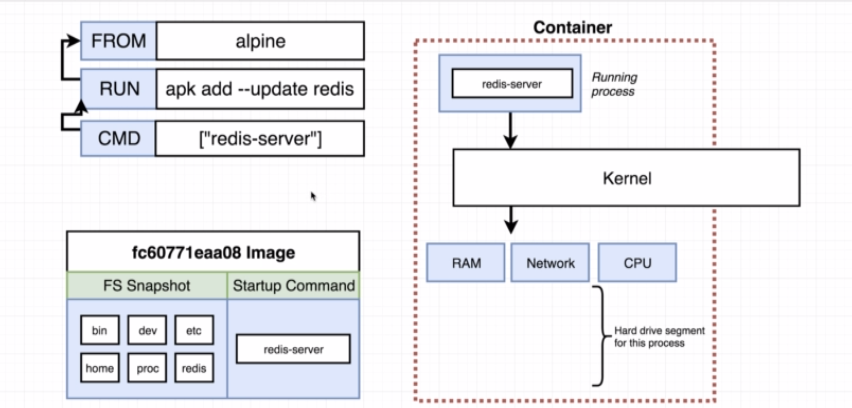 FROM alpine
RUN apk add --update redis
CMD ["redis-server"]
fc60771eaa08 Image
FS Snapshot Startup Command
bin dev etc
home proc redis
redis-server
Container
redis-server
Running
process
Kernel
RAM Network CPU
Hard drive segment
for this process